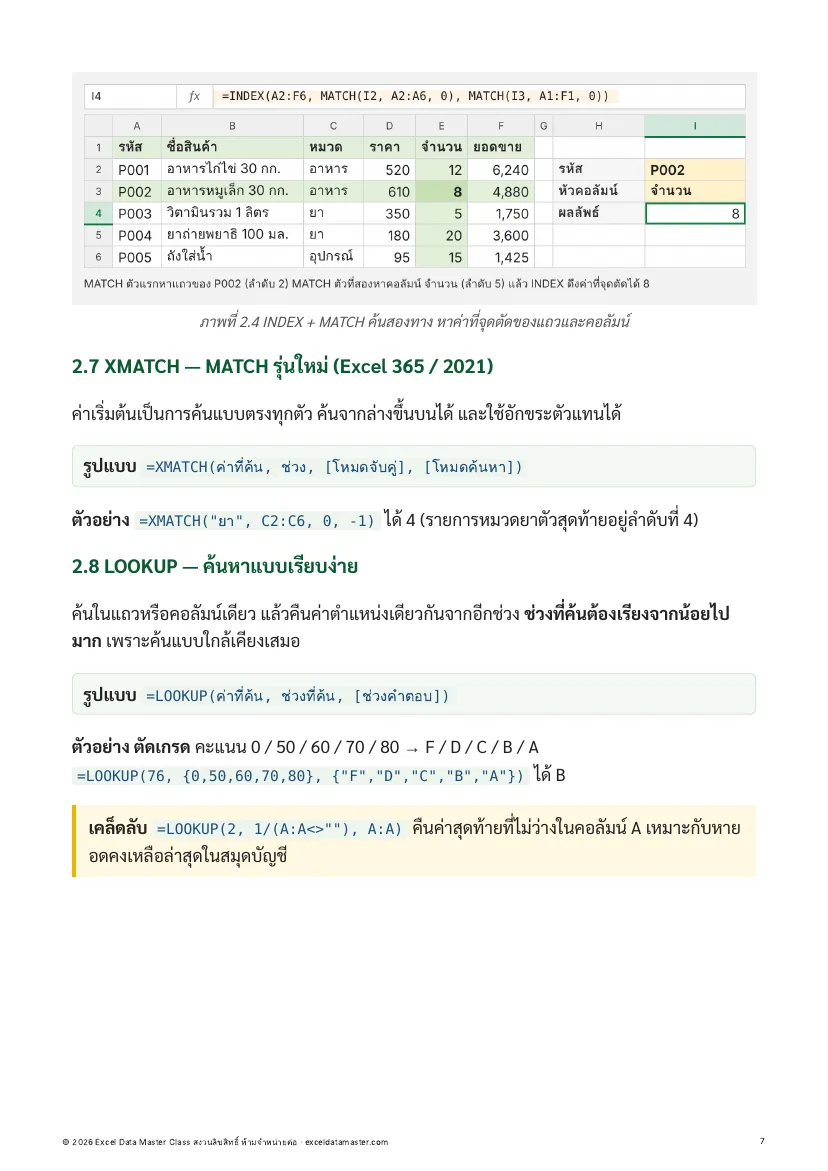 I4 fx =INDEX(A2:F6, MATCH(I2, A2:A6, 0), MATCH(I3, A1:F1, 0))
A B C D E F G H I
1 รหัส ชื่อสินค้า หมวด ราคา จำนวน ยอดขาย
2 P001 อาหารไก่ไข่ 30 กก. อาหาร 520 12 6,240 รหัส P002
3 P002 อาหารหมูเล็ก 30 กก. อาหาร 610 8 4,880 หัวคอลัมน์ จำนวน
4 P003 วิตามินรวม 1 ลิตร ยา 350 5 1,750 ผลลัพธ์ 8
5 P004 ยาถ่ายพยาธิ 100 มล. ยา 180 20 3,600
6 P005 ถังใส่น้ำ อุปกรณ์ 95 15 1,425
MATCH ตัวแรกหาแถวของ P002 (ลำดับ 2) MATCH ตัวที่สองหาคอลัมน์ จำนวน (ลำดับ 5) แล้ว INDEX ดึงค่าที่จุดตัดได้ 8
ภาพที่ 2.4 INDEX + MATCH ค้นสองทาง หาค่าที่จุดตัดของแถวและคอลัมน์
2.7 XMATCH — MATCH รุ่นใหม่ (Excel 365 / 2021)
ค่าเริ่มต้นเป็นการค้นแบบตรงทุกตัว ค้นจากล่างขึ้นบนได้ และใช้อักขระตัวแทนได้
รูปแบบ =XMATCH(ค่าที่ค้น, ช่วง, [โหมดจับคู่], [โหมดค้นหา])
ตัวอย่าง =XMATCH("ยา", C2:C6, 0, -1) ได้ 4 (รายการหมวดยาตัวสุดท้ายอยู่ลำดับที่ 4)
2.8 LOOKUP — ค้นหาแบบเรียบง่าย
ค้นในแถวหรือคอลัมน์เดียว แล้วคืนค่าตำแหน่งเดียวกันจากอีกช่วง ช่วงที่ค้นต้องเรียงจากน้อยไป
มาก เพราะค้นแบบใกล้เคียงเสมอ
รูปแบบ =LOOKUP(ค่าที่ค้น, ช่วงที่ค้น, [ช่วงคำตอบ])
ตัวอย่าง ตัดเกรด คะแนน 0 / 50 / 60 / 70 / 80 → F / D / C / B / A
=LOOKUP(76, {0,50,60,70,80}, {"F","D","C","B","A"}) ได้ B
เคล็ดลับ =LOOKUP(2, 1/(A:A<>""), A:A) คืนค่าสุดท้ายที่ไม่ว่างในคอลัมน์ A เหมาะกับหาย
อดคงเหลือล่าสุดในสมุดบัญชี
© 2026 Excel Data Master Class สงวนลิขสิทธิ์ ห้ามจำหน่ายต่อ · exceldatamaster.com 7